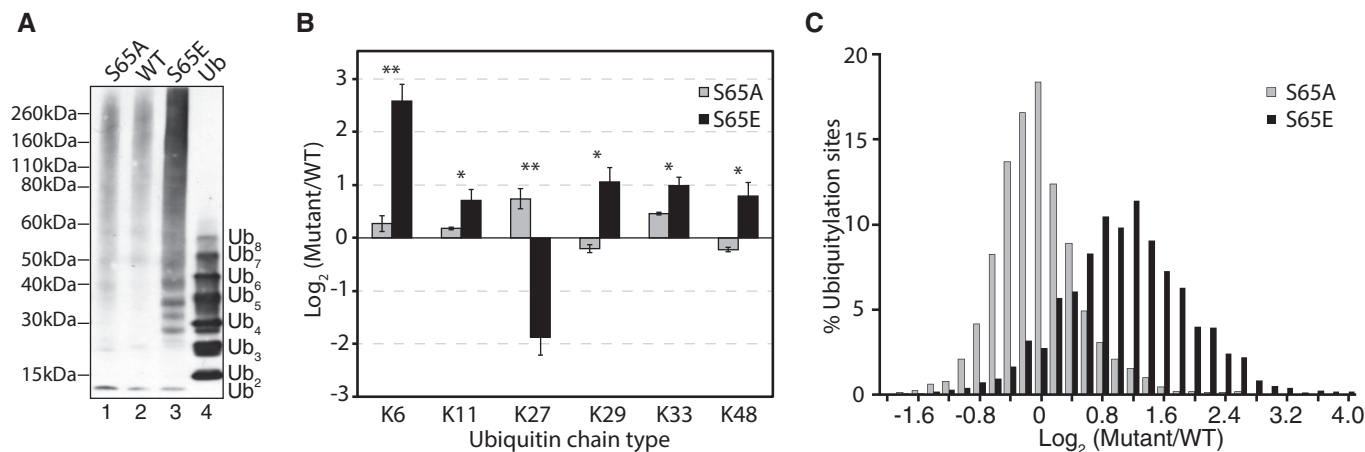 A
S65A
WT
S65E
Ub
260kDa
160kDa
110kDa
80kDa
60kDa
50kDa
40kDa
30kDa
15kDa
Ub8
Ub7
Ub6
Ub5
Ub4
Ub3
Ub2
Ub
1 2 3 4
B
Log2 (Mutant/WT)
3
2
1
0
-1
-2
-3
S65A
S65E
**
*
**
*
*
*
K6 K11 K27 K29 K33 K48
Ubiquitin chain type
C
% Ubiquitylation sites
20
15
10
5
0
S65A
S65E
-1.6 -0.8 0 0.8 1.6 2.4 3.2 4.0
Log2 (Mutant/WT)